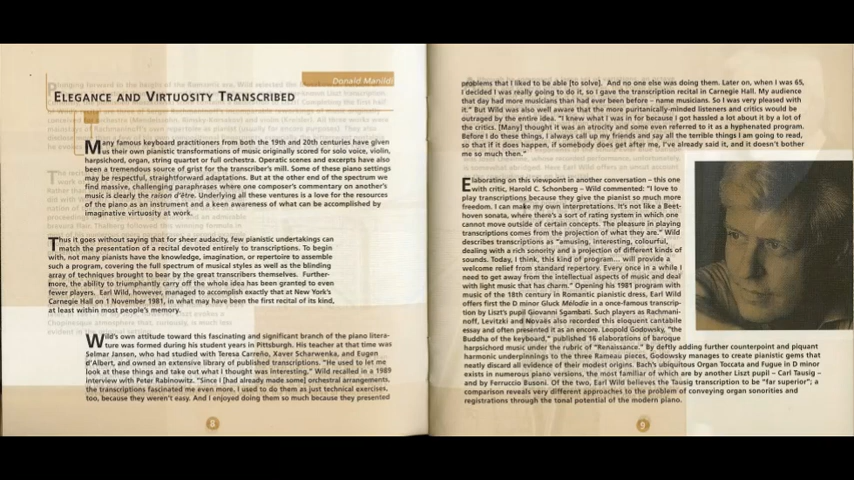 Donald Manildi
ELEGANCE AND VIRTUOSITY TRANSCRIBED
Many famous keyboard practitioners from both the 19th and 20th centuries have given
us their own pianistic transformations of music originally scored for solo voice, violin,
harpsichord, organ, string quartet or full orchestra. Operatic scenes and excerpts have also
been a tremendous source of grist for the transcriber's mill. Some of these piano settings
may be respectful, straightforward adaptations. But at the other end of the spectrum we
find massive, challenging paraphrases where one composer's commentary on another's
music is clearly the raison d'être. Underlying all these ventures is a love for the resources
of the piano as an instrument and a keen awareness of what can be accomplished by
imaginative virtuosity at work.
Thus it goes without saying that for sheer audacity, few pianistic undertakings can
match the presentation of a recital devoted entirely to transcriptions. To begin
with, not many pianists have the knowledge, imagination, or repertoire to assemble
such a program, covering the full spectrum of musical styles as well as the blinding
array of techniques brought to bear by the great transcribers themselves. Further-
more, the ability to triumphantly carry off the whole idea has been granted to even
fewer players. Earl Wild, however, managed to accomplish exactly that at New York's
Carnegie Hall on 1 November 1981, in what may have been the first recital of its kind,
at least within most people's memory.
Wild's own attitude toward this fascinating and significant branch of the piano litera-
ture was formed during his student years in Pittsburgh. His teacher at that time was
Selmar Jansen, who had studied with Teresa Carreño, Xaver Scharwenka, and Eugen
d'Albert, and owned an extensive library of published transcriptions. "He used to let me
look at these things and take out what I thought was interesting." Wild recalled in a 1989
interview with Peter Rabinowitz. "Since I [had already made some] orchestral arrangements,
the transcriptions fascinated me even more. I used to do them as just technical exercises,
too, because they weren't easy. And I enjoyed doing them so much because they presented
8
problems that I liked to be able [to solve]. And no one else was doing them. Later on, when I was 65,
I decided I was really going to do it, so I gave the transcription recital in Carnegie Hall. My audience
that day had more musicians than had ever been before – name musicians. So I was very pleased with
it." But Wild was also well aware that the more puritanically-minded listeners and critics would be
outraged by the entire idea. "I knew what I was in for because I got hassled a lot about it by a lot of
the critics. [Many] thought it was an atrocity and some even referred to it as a hyphenated program.
Before I do these things, I always call up my friends and say all the terrible things I am going to read,
so that if it does happen, if somebody does get after me, I've already said it, and it doesn't bother
me so much then."
Elaborating on this viewpoint in another conversation – this one
with critic, Harold C. Schonberg – Wild commented: "I love to
play transcriptions because they give the pianist so much more
freedom. I can make my own interpretations. It's not like a Beet-
hoven sonata, where there's a sort of rating system in which one
cannot move outside of certain concepts. The pleasure in playing
transcriptions comes from the projection of what they are." Wild
describes transcriptions as "amusing, interesting, colourful,
dealing with a rich sonority and a projection of different kinds of
sounds. Today, I think, this kind of program... will provide a
welcome relief from standard repertory. Every once in a while I
need to get away from the intellectual aspects of music and deal
with light music that has charm." Opening his 1981 program with
music of the 18th century in Romantic pianistic dress, Earl Wild
offers first the D minor Gluck Mélodie in a once-famous transcrip-
tion by Liszt's pupil Giovanni Sgambati. Such pianists as Rachmani-
noff, Levitzki and Novaës also recorded this eloquent cantabile
essay and often presented it as an encore. Leopold Godowsky, "the
Buddha of the keyboard," published 16 elaborations of baroque
harpsichord music under the rubric of "Renaissance." By deftly adding further counterpoint and piquant
harmonic underpinnings to the three Rameau pieces, Godowsky manages to create pianistic gems that
neatly discard all evidence of their modest origins. Bach's ubiquitous Organ Toccata and Fugue in D minor
exists in numerous piano versions, the most familiar of which are by another Liszt pupil – Carl Tausig –
and by Ferruccio Busoni. Of the two, Earl Wild believes the Tausig transcription to be "far superior"; a
comparison reveals very different approaches to the problem of conveying organ sonorities and
registrations through the tonal potential of the modern piano.
9